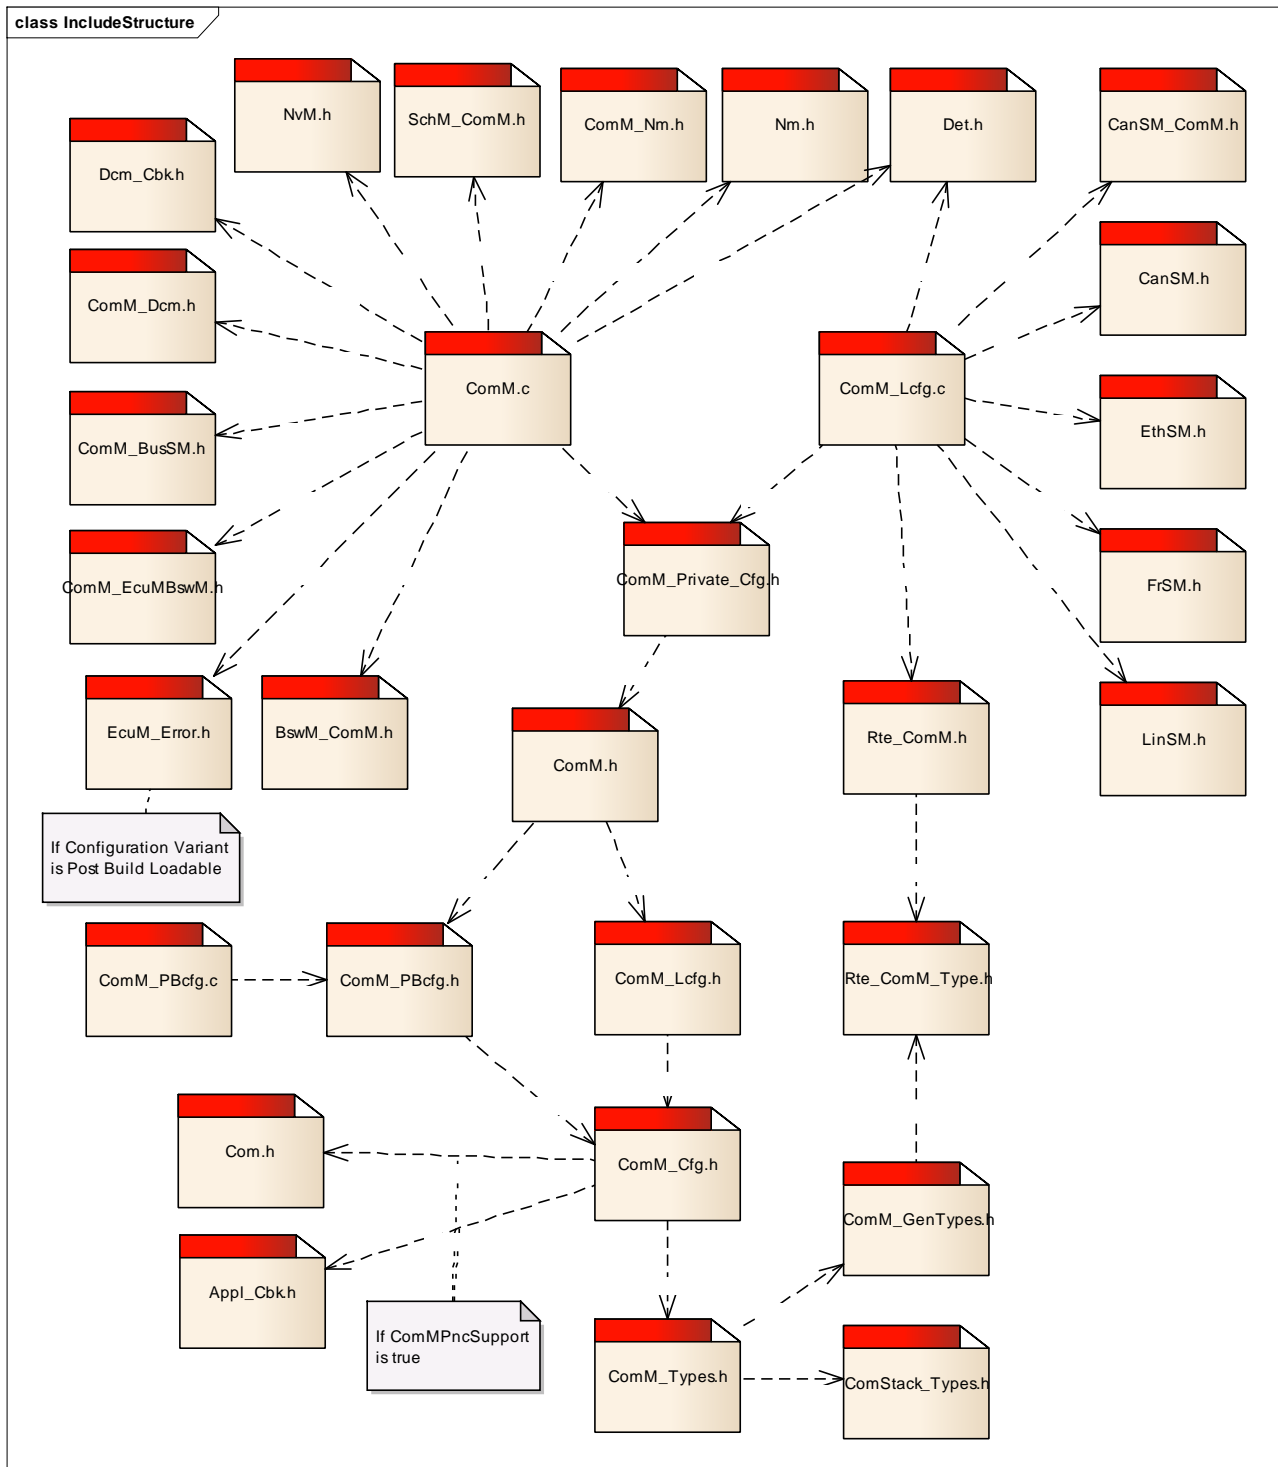 class IncludeStructure
NvM.h
SchM_ComM.h
ComM_Nm.h
Nm.h
Det.h
CanSM_ComM.h
Dcm_Cbk.h
CanSM.h
ComM_Dcm.h
ComM.c
ComM_Lcfg.c
EthSM.h
ComM_BusSM.h
ComM_EcuMBswM.h
ComM_Private_Cfg.h
FrSM.h
EcuM_Error.h
BswM_ComM.h
ComM.h
Rte_ComM.h
LinSM.h
If Configuration Variant
is Post Build Loadable
ComM_PBcfg.c
ComM_PBcfg.h
ComM_Lcfg.h
Rte_ComM_Type.h
Com.h
ComM_Cfg.h
ComM_GenTypes.h
Appl_Cbk.h
If ComMPncSupport
is true
ComM_Types.h
ComStack_Types.h